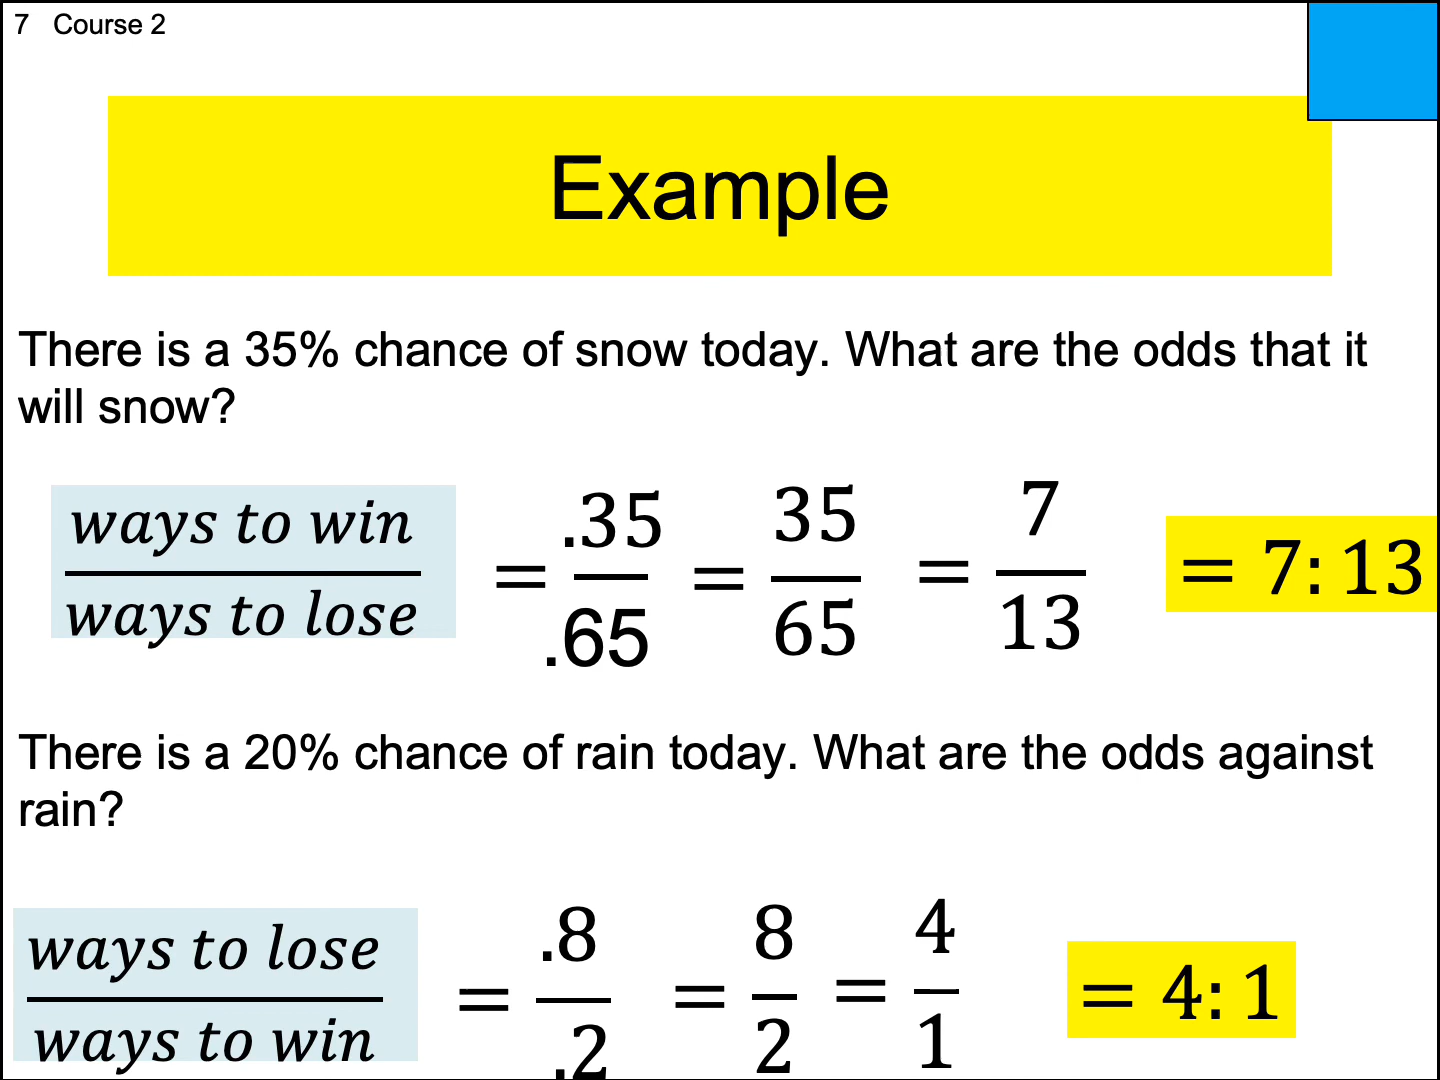 7 Course 2
Example
There is a 35% chance of snow today. What are the odds that it
will snow?
ways to win / ways to lose = .35 / .65 = 35 / 65 = 7 / 13 = 7: 13
There is a 20% chance of rain today. What are the odds against
rain?
ways to lose / ways to win = .8 / .2 = 8 / 2 = 4 / 1 = 4: 1